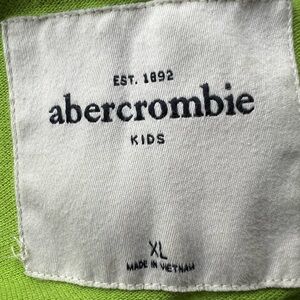 EST. 1892
abercrombie
KIDS
XL
MADE IN VIETNAM